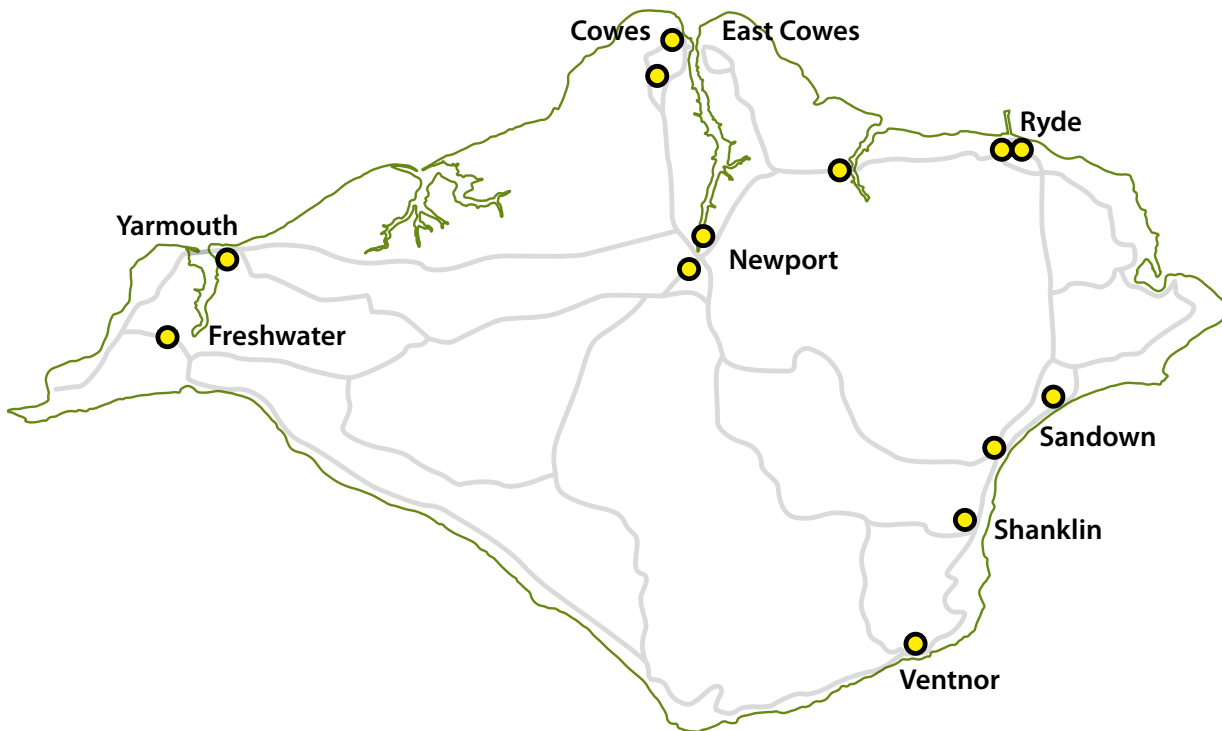 Cowes
East Cowes
Ryde
Yarmouth
Newport
Freshwater
Sandown
Shanklin
Ventnor